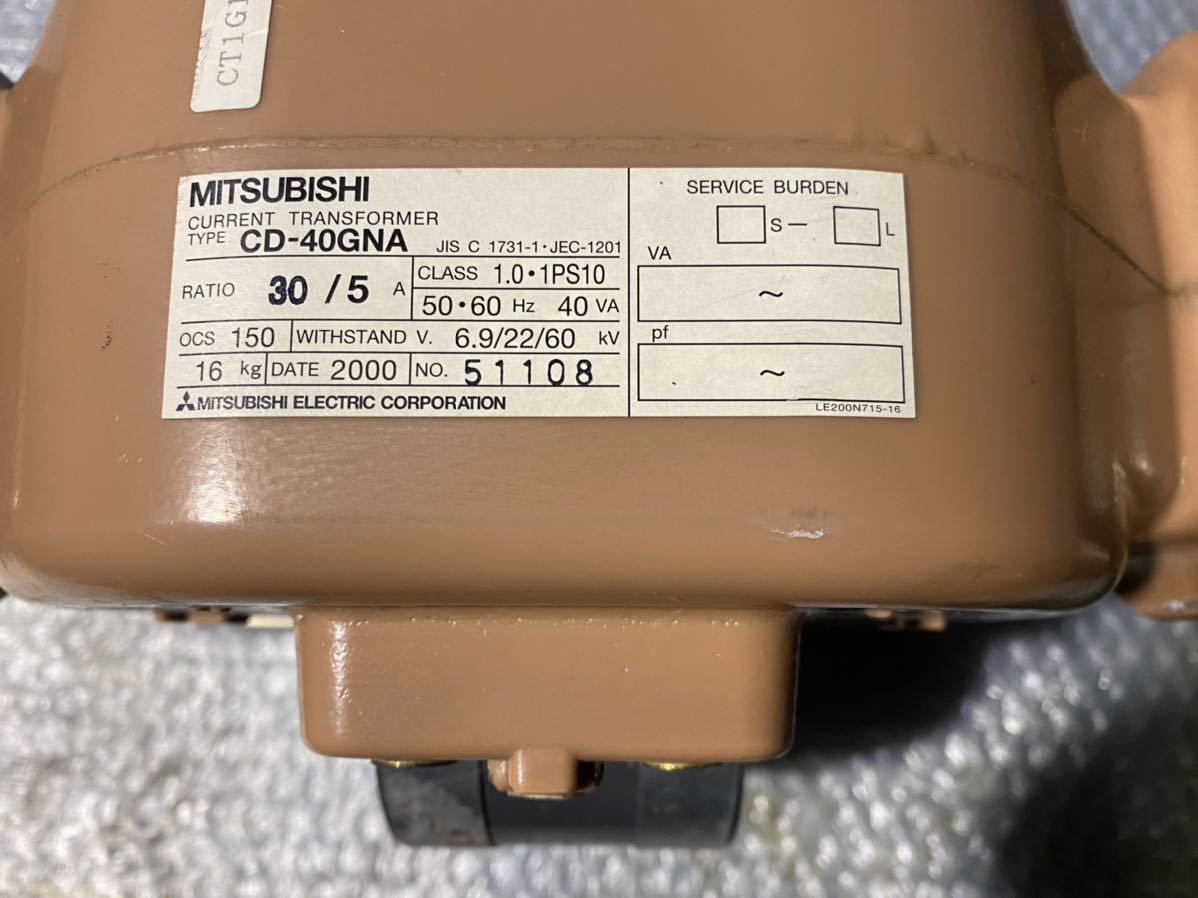 CT1G1
MITSUBISHI
CURRENT TRANSFORMER
TYPE CD-40GNA JIS C 1731-1・JEC-1201
RATIO 30 /5 A
CLASS 1.0・1PS10
50・60 Hz 40 VA
OCS 150 WITHSTAND V. 6.9/22/60 kV
16 kg DATE 2000 NO. 51108
MITSUBISHI ELECTRIC CORPORATION
SERVICE BURDEN
S— L
VA
~
pf
~
LE200N715-16